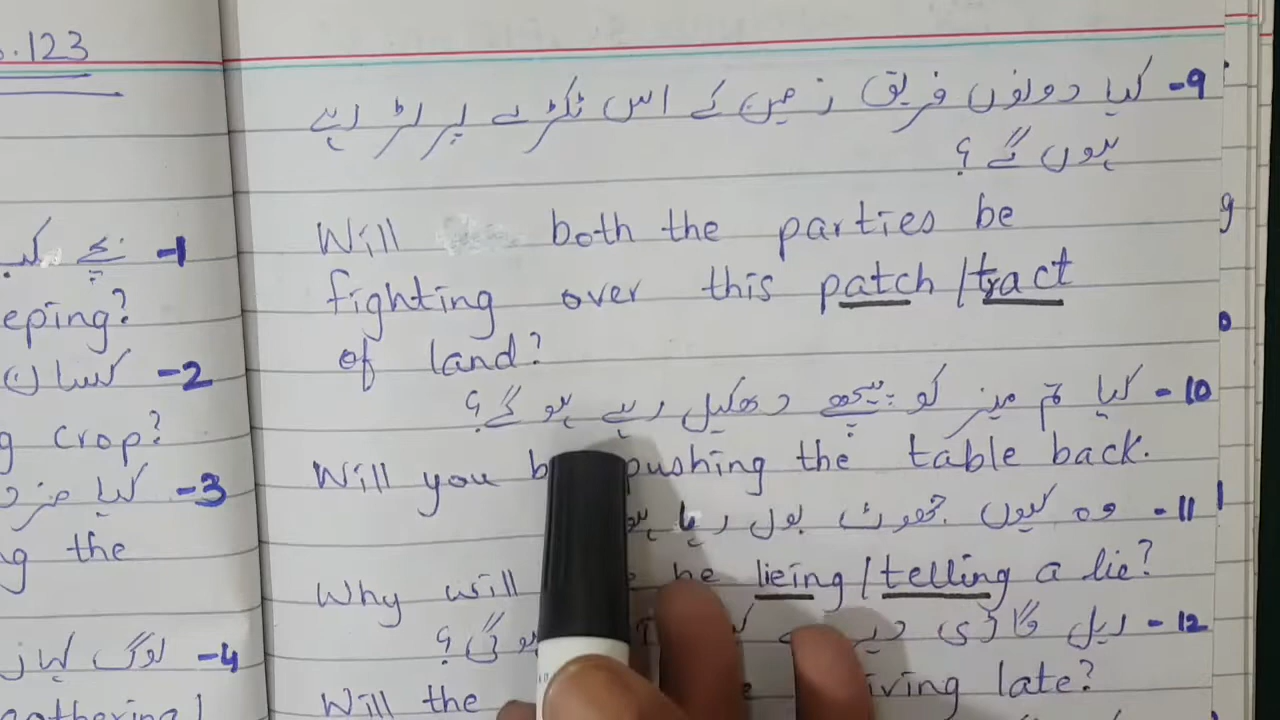 .123
-1 نیچے
eping?
-2 کسان
g crop?
-3 کیا
ng the
-4 لوگ
9- کیا دونوں فریق زمین کے اس ٹکڑے پر لڑ رہے
ہوں گے؟
Will both the parties be
fighting over this patch/tract
of land?
10- کیا تم میز کو پیچھے دھکیل رہے ہو گے؟
Will you pushing the table back.
11- وہ کیوں جھوٹ بول رہا
Why will be lieing/telling a lie?
12- ریل گاڑی ہو گی؟
Will the iving late?